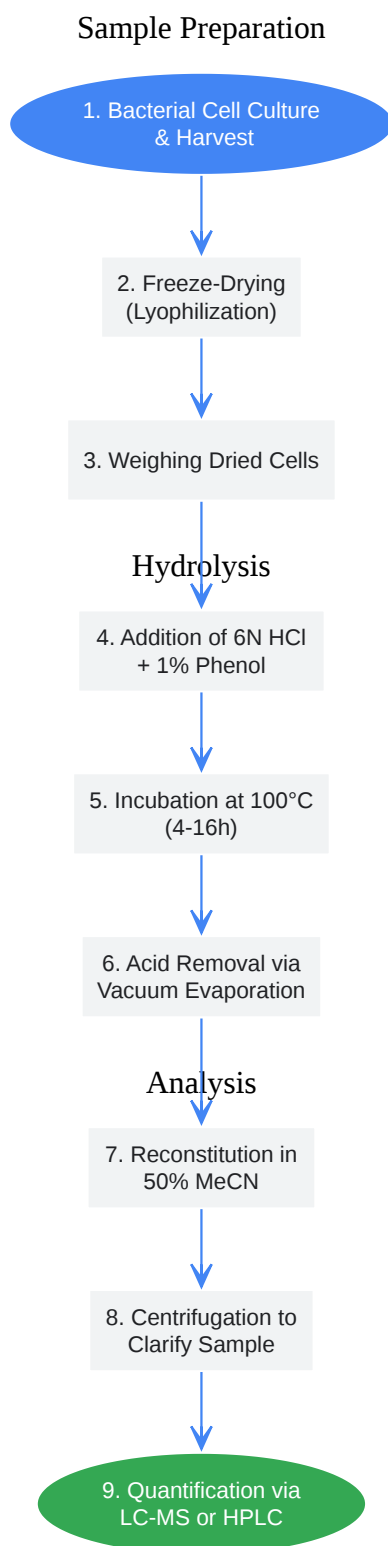 Sample Preparation
1. Bacterial Cell Culture
& Harvest
2. Freeze-Drying
(Lyophilization)
3. Weighing Dried Cells
Hydrolysis
4. Addition of 6N HCl
+ 1% Phenol
5. Incubation at 100°C
(4-16h)
6. Acid Removal via
Vacuum Evaporation
Analysis
7. Reconstitution in
50% MeCN
8. Centrifugation to
Clarify Sample
9. Quantification via
LC-MS or HPLC